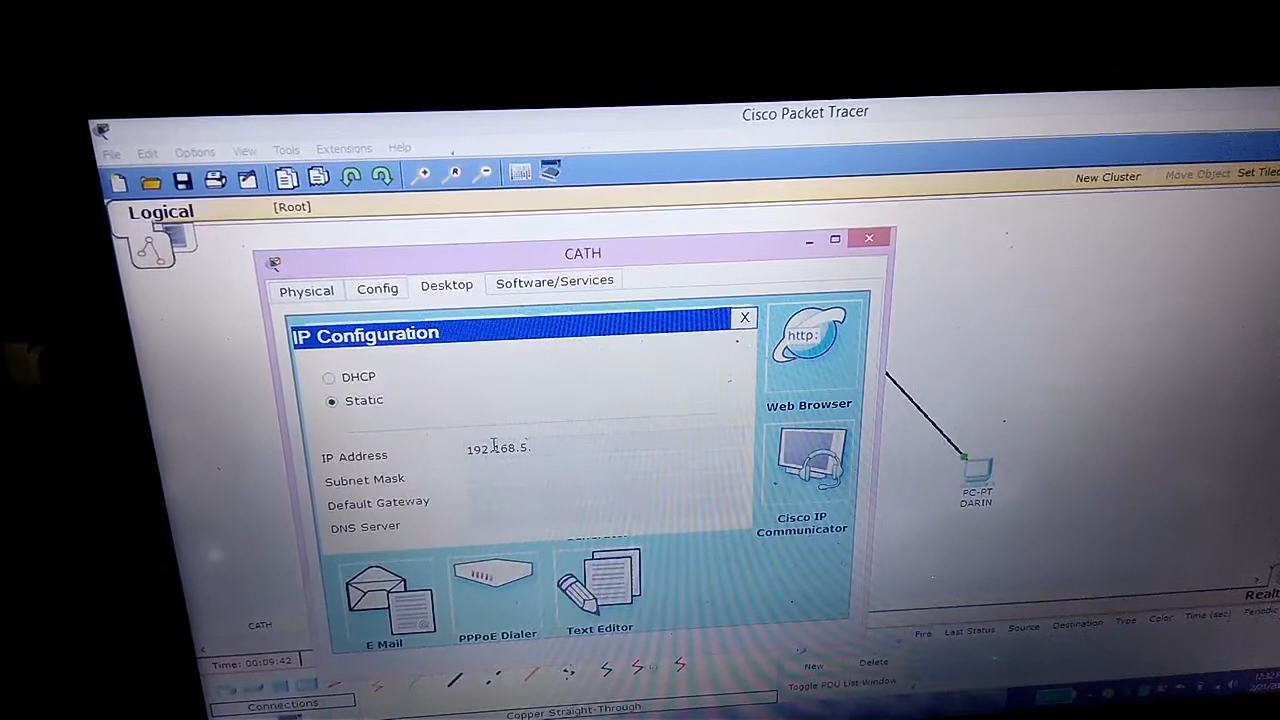 Cisco Packet Tracer
File Edit Options View Tools Extensions Help
New Cluster Move Object Set Tiled
Logical [Root]
CATH
Physical Config Desktop Software/Services
IP Configuration X
http:
DHCP
Static
Web Browser
IP Address 192.168.5.
Subnet Mask
Default Gateway
DNS Server
PC-PT
DARIN
Cisco IP
Communicator
E Mail PPPoE Dialer Text Editor
CATH
Time: 00:09:42
Fire Last Status Source Destination Type Color Time (sec) Periodic
New Delete
Toggle PDU List Window
Connections
Copper Straight-Through